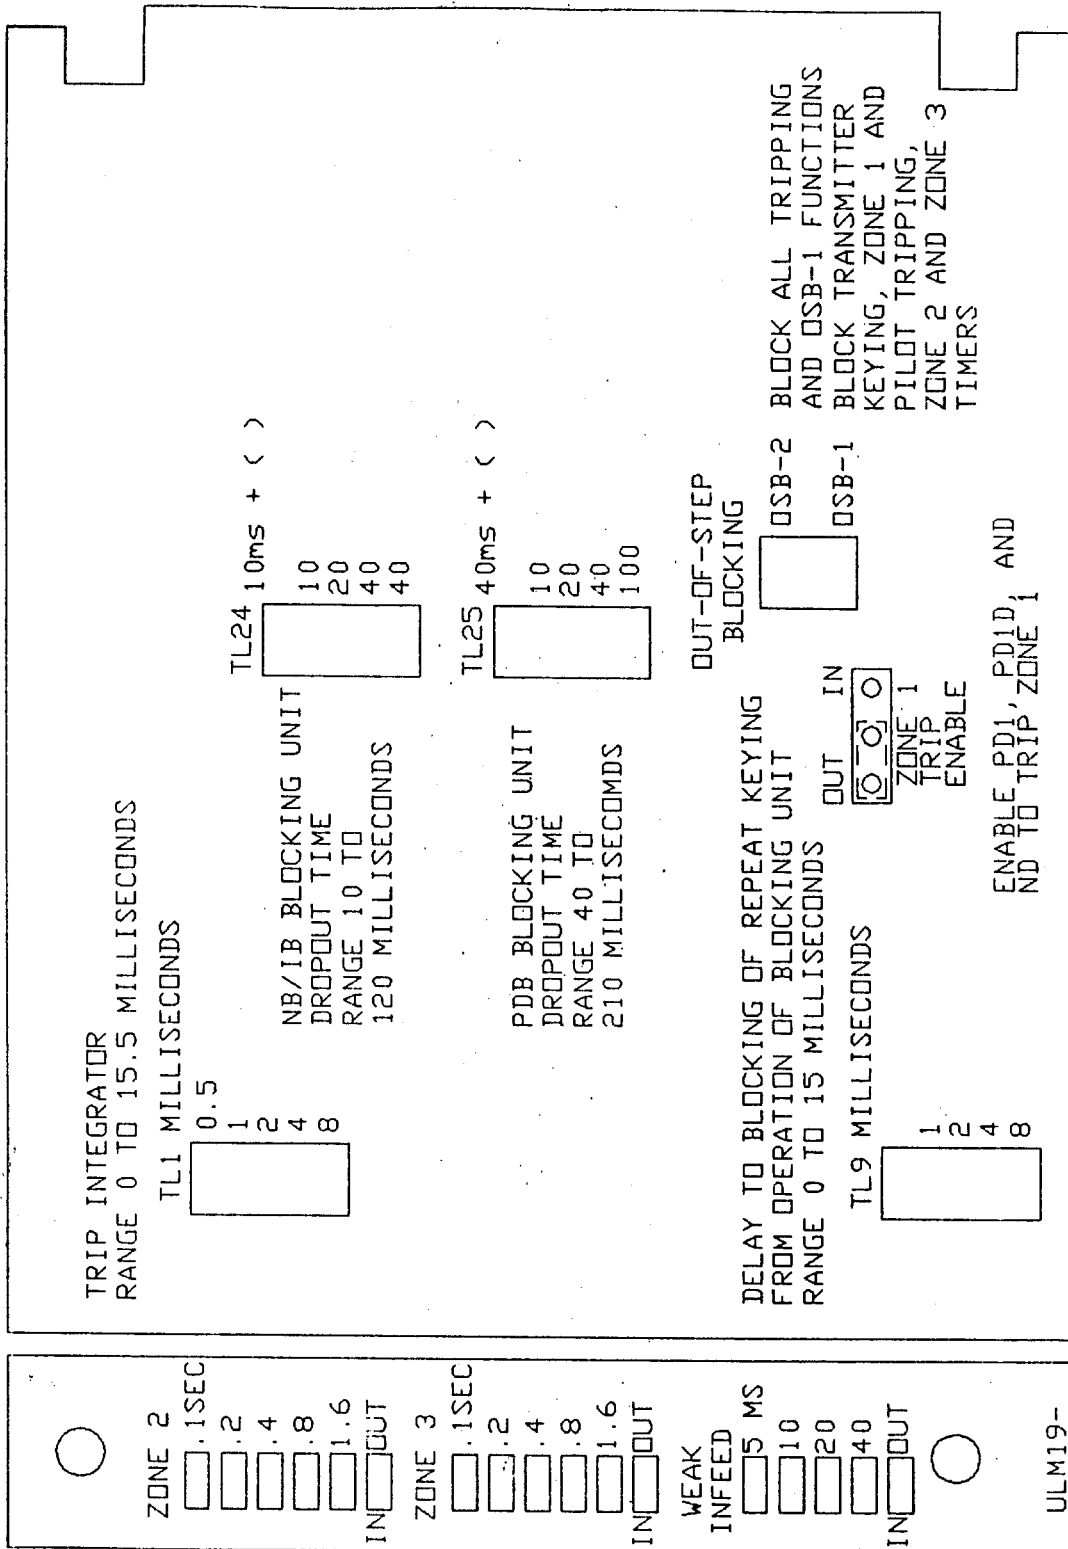 TRIP INTEGRATOR
RANGE 0 TO 15.5 MILLISECONDS
TL1 MILLISECONDS
0.5
1
2
4
8
TL24 10ms + ( )
10
20
40
40
NB/IB BLOCKING UNIT
DROPOUT TIME
RANGE 10 TO
120 MILLISECONDS
TL25 40ms + ( )
10
20
40
100
PDB BLOCKING UNIT
DROPOUT TIME
RANGE 40 TO
210 MILLISECOMDS
OUT-OF-STEP
BLOCKING
OSB-2
OSB-1
BLOCK ALL TRIPPING
AND OSB-1 FUNCTIONS
BLOCK TRANSMITTER
KEYING, ZONE 1 AND
PILOT TRIPPING,
ZONE 2 AND ZONE 3
TIMERS
DELAY TO BLOCKING OF REPEAT KEYING
FROM OPERATION OF BLOCKING UNIT
RANGE 0 TO 15 MILLISECONDS
TL9 MILLISECONDS
1
2
4
8
OUT IN
ZONE 1
TRIP
ENABLE
ENABLE PD1, PD1D, AND
ND TO TRIP ZONE 1
ZONE 2
.1SEC
.2
.4
.8
1.6
IN OUT
ZONE 3
.1SEC
.2
.4
.8
1.6
IN OUT
WEAK
INFEED
5 MS
10
20
40
IN OUT
ULM19-